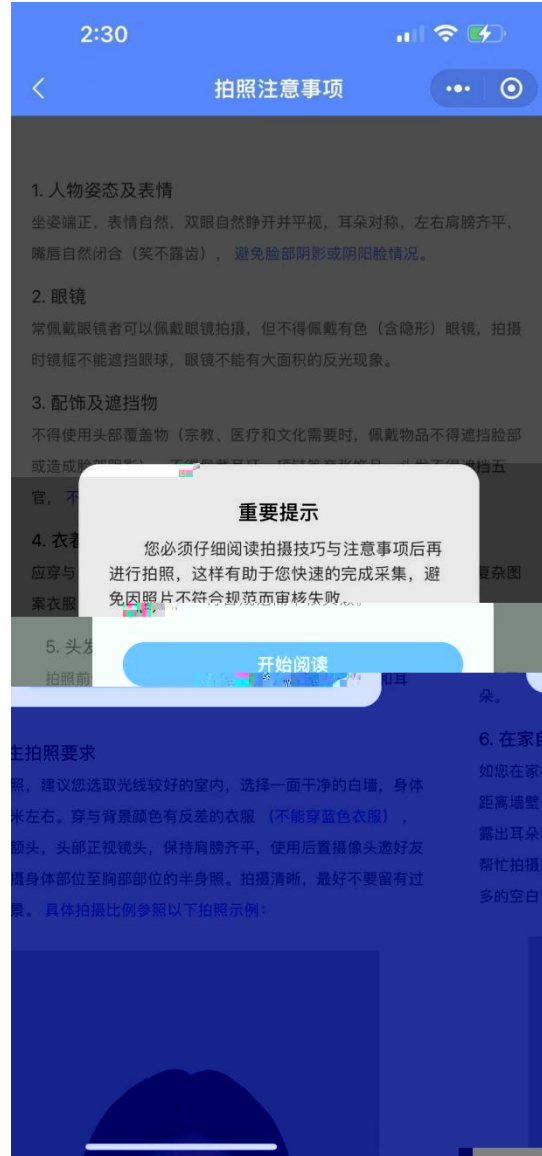 2:30
拍照注意事项
1. 人物姿态及表情
坐姿端正，表情自然，双眼自然睁开并平视，耳朵对称，左右肩膀齐平，
嘴唇自然闭合（笑不露齿），避免脸部阴影或阴阳脸情况。
2. 眼镜
常佩戴眼镜者可以佩戴眼镜拍摄，但不得佩戴有色（含隐形）眼镜，拍摄
时镜框不能遮挡眼球，眼镜不能有大面积的反光现象。
3. 配饰及遮挡物
不得使用头部覆盖物（宗教、医疗和文化需要时，佩戴物品不得遮挡脸部
或造成
挡五
官，不
重要提示
4. 衣着
您必须仔细阅读拍摄技巧与注意事项后再
应穿与
进行拍照，这样有助于您快速的完成采集，避
复杂图
案衣服
免因照片不符合规范而审核失败。
5. 头发
开始阅读
拍照前
和耳
朵。
主拍照要求
6. 在家自
照，建议您选取光线较好的室内，选择一面干净的白墙，身体
如您在家
米左右。穿与背景颜色有反差的衣服（不能穿蓝色衣服），
距离墙壁
额头，头部正视镜头，保持肩膀齐平，使用后置摄像头邀好友
露出耳朵
摄身体部位至胸部部位的半身照。拍摄清晰，最好不要留有过
帮忙拍摄
景。具体拍摄比例参照以下拍照示例：
多的空白